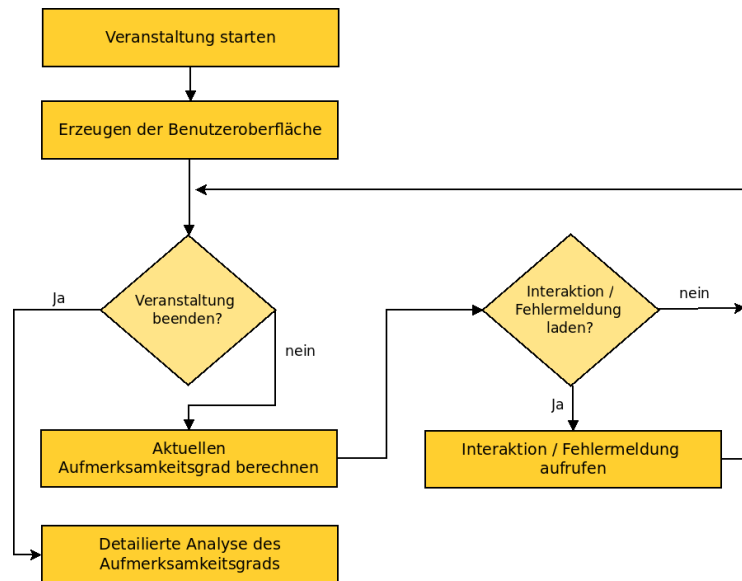 Veranstaltung starten
Erzeugen der Benutzeroberfläche
Veranstaltung
beenden?
Ja
nein
Aktuellen
Aufmerksamkeitsgrad berechnen
Interaktion /
Fehlermeldung
laden?
nein
Ja
Interaktion / Fehlermeldung
aufrufen
Detailierte Analyse des
Aufmerksamkeitsgrads